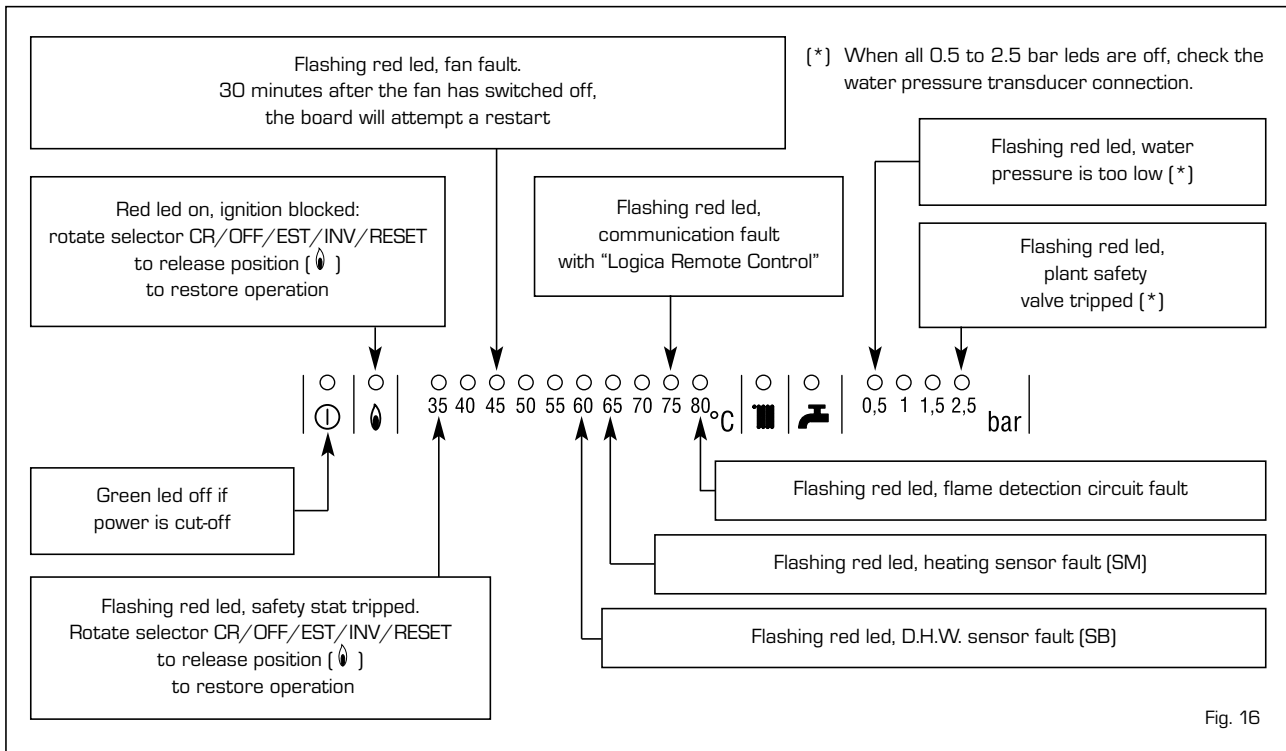 Flashing red led, fan fault.
30 minutes after the fan has switched off,
the board will attempt a restart
(*) When all 0.5 to 2.5 bar leds are off, check the
water pressure transducer connection.
Flashing red led, water
pressure is too low (*)
Red led on, ignition blocked:
rotate selector CR/OFF/EST/INV/RESET
to release position ( )
to restore operation
Flashing red led,
communication fault
with “Logica Remote Control”
Flashing red led,
plant safety
valve tripped (*)
35 40 45 50 55 60 65 70 75 80 °C 0,5 1 1,5 2,5 bar
Green led off if
power is cut-off
Flashing red led, flame detection circuit fault
Flashing red led, heating sensor fault (SM)
Flashing red led, safety stat tripped.
Rotate selector CR/OFF/EST/INV/RESET
to release position ( )
to restore operation
Flashing red led, D.H.W. sensor fault (SB)
Fig. 16